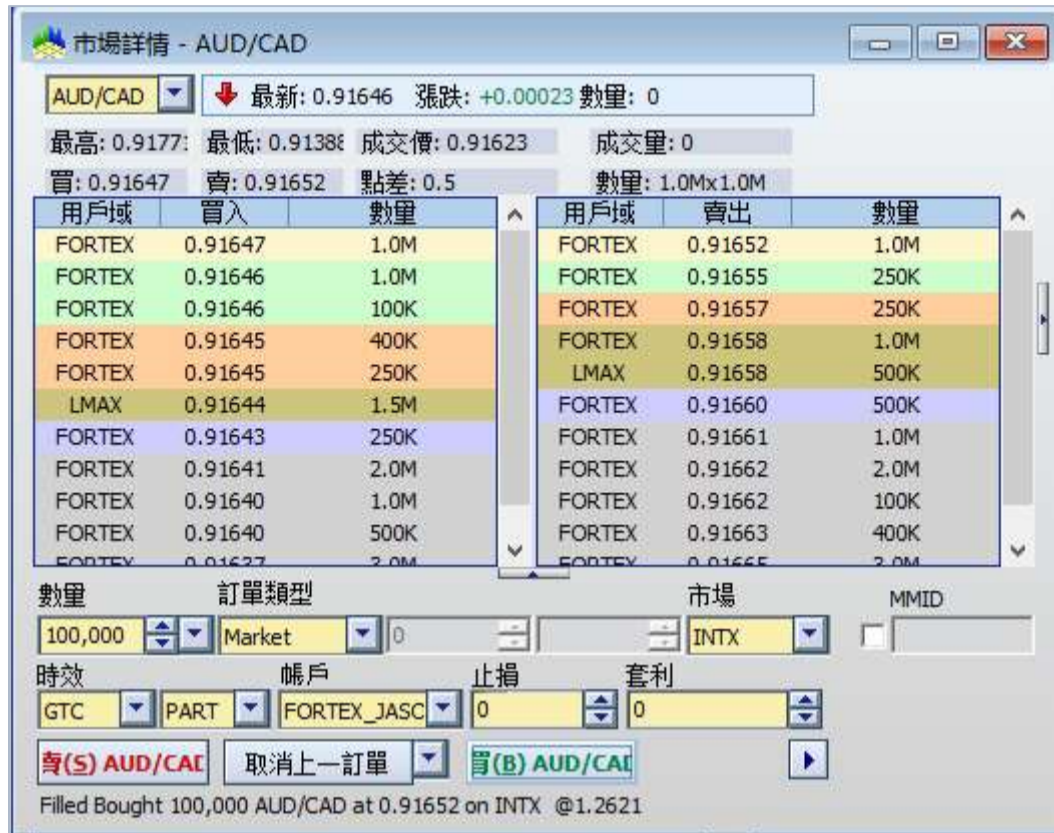 市場詳情 - AUD/CAD
AUD/CAD 最新: 0.91646 漲跌: +0.00023 數量: 0
最高: 0.9177 最低: 0.9138 成交價: 0.91623 成交量: 0
買: 0.91647 賣: 0.91652 點差: 0.5 數量: 1.0Mx1.0M
用戶域 買入 數量 用戶域 賣出 數量
FORTEX 0.91647 1.0M FORTEX 0.91652 1.0M
FORTEX 0.91646 1.0M FORTEX 0.91655 250K
FORTEX 0.91646 100K FORTEX 0.91657 250K
FORTEX 0.91645 400K FORTEX 0.91658 1.0M
FORTEX 0.91645 250K LMAX 0.91658 500K
LMAX 0.91644 1.5M FORTEX 0.91660 500K
FORTEX 0.91643 250K FORTEX 0.91661 1.0M
FORTEX 0.91641 2.0M FORTEX 0.91662 2.0M
FORTEX 0.91640 1.0M FORTEX 0.91662 100K
FORTEX 0.91640 500K FORTEX 0.91663 400K
FORTEX FORTEX
數量 訂單類型 市場 MMID
100,000 Market 0 INTX
時效 帳戶 止損 套利
GTC PART FORTEX_JASC 0 0
賣(S) AUD/CAD 取消上一訂單 買(B) AUD/CAD
Filled Bought 100,000 AUD/CAD at 0.91652 on INTX @1.2621